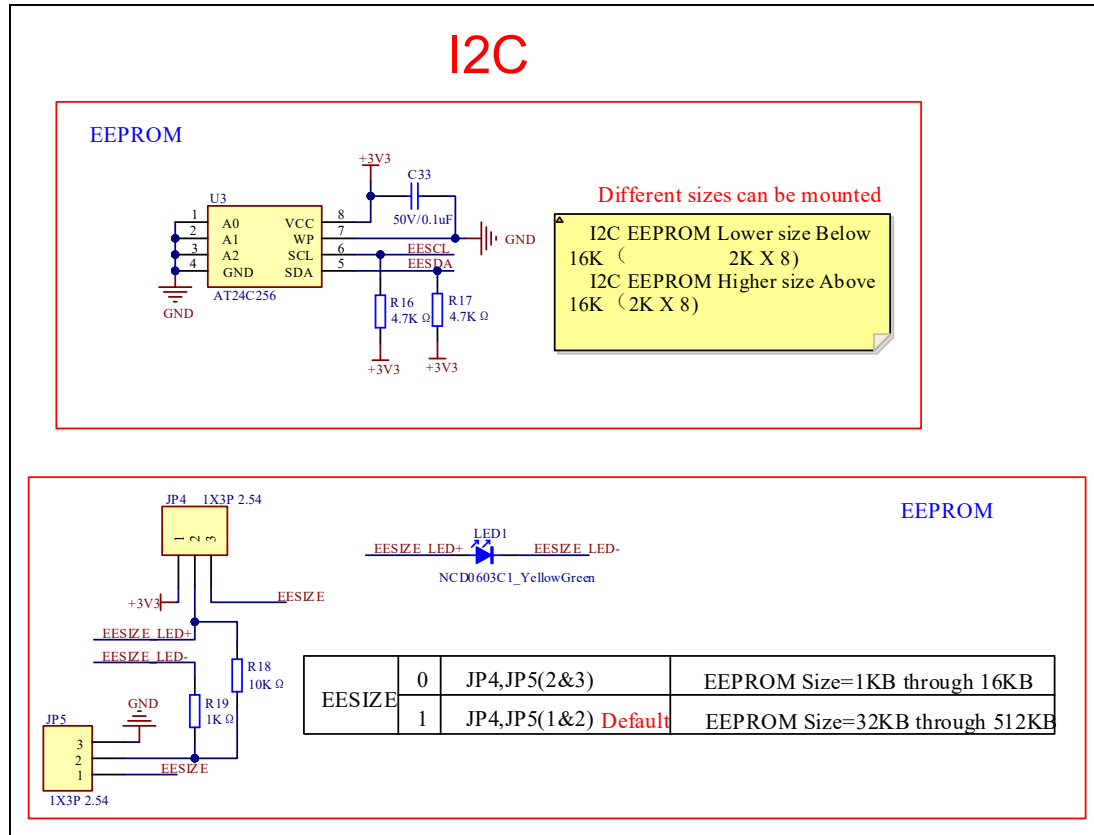 I2C
EEPROM
+3V3
C33
50V/0.1uF
U3
1 A0 VCC 8
2 A1 WP 7
3 A2 SCL 6
4 GND SDA 5
AT24C256
GND
GND
EESCL
EESDA
R16
4.7K Ω
R17
4.7K Ω
+3V3
+3V3
Different sizes can be mounted
I2C EEPROM Lower size Below
16K（ 2K X 8)
I2C EEPROM Higher size Above
16K（2K X 8)
EEPROM
JP4 1X3P 2.54
1 2 3
+3V3
EESIZE
LED1
EESIZE_LED+
EESIZE_LED-
NCD0603C1_YellowGreen
EESIZE_LED+
EESIZE_LED-
R18
10K Ω
R19
1K Ω
GND
JP5
3
2
1
EESIZE
1X3P 2.54
EESIZE
0 JP4,JP5(2&3) EEPROM Size=1KB through 16KB
1 JP4,JP5(1&2) Default EEPROM Size=32KB through 512KB